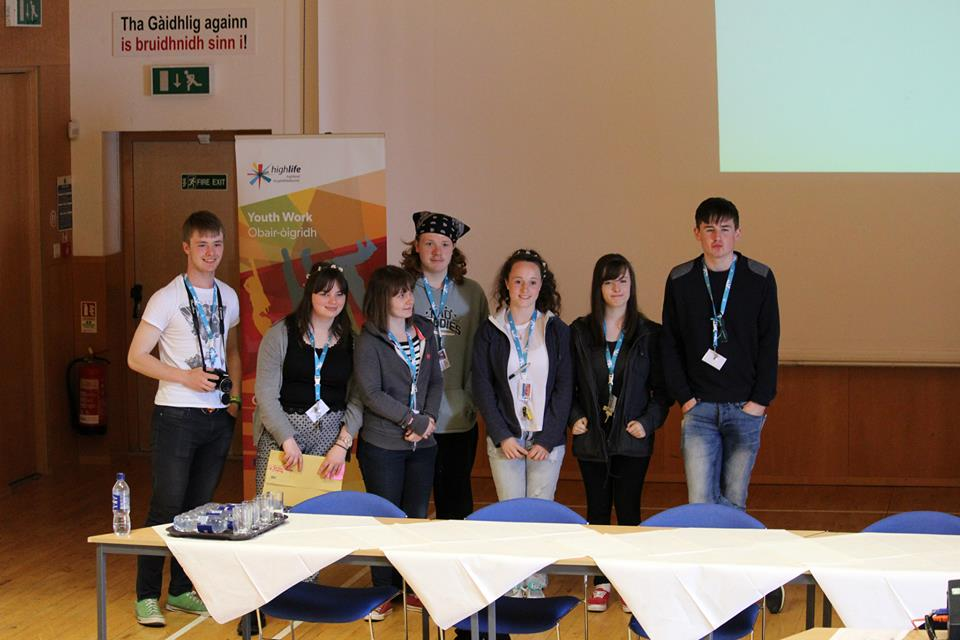 Tha Gàidhlig againn
is bruidhnidh sinn i!
FIRE EXIT
highlife
Youth Work
Obair-òigridh